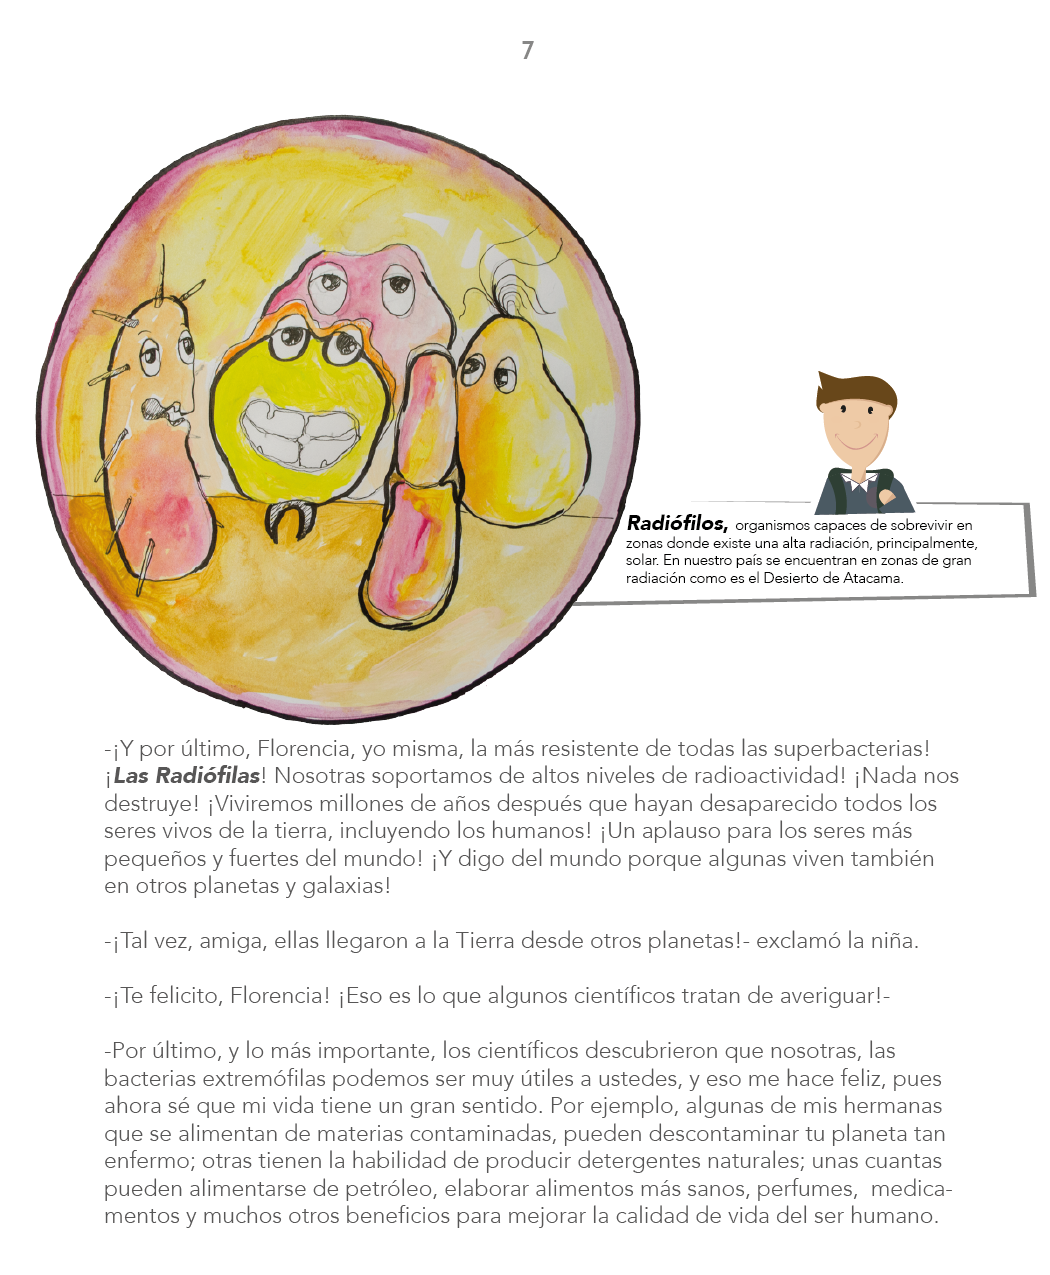 7
Radiófilos, organismos capaces de sobrevivir en
zonas donde existe una alta radiación, principalmente,
solar. En nuestro país se encuentran en zonas de gran
radiación como es el Desierto de Atacama.
-¡Y por último, Florencia, yo misma, la más resistente de todas las superbacterias!
¡Las Radiófilas! Nosotras soportamos de altos niveles de radioactividad! ¡Nada nos
destruye! ¡Viviremos millones de años después que hayan desaparecido todos los
seres vivos de la tierra, incluyendo los humanos! ¡Un aplauso para los seres más
pequeños y fuertes del mundo! ¡Y digo del mundo porque algunas viven también
en otros planetas y galaxias!
-¡Tal vez, amiga, ellas llegaron a la Tierra desde otros planetas!- exclamó la niña.
-¡Te felicito, Florencia! ¡Eso es lo que algunos científicos tratan de averiguar!-
-Por último, y lo más importante, los científicos descubrieron que nosotras, las
bacterias extremófilas podemos ser muy útiles a ustedes, y eso me hace feliz, pues
ahora sé que mi vida tiene un gran sentido. Por ejemplo, algunas de mis hermanas
que se alimentan de materias contaminadas, pueden descontaminar tu planeta tan
enfermo; otras tienen la habilidad de producir detergentes naturales; unas cuantas
pueden alimentarse de petróleo, elaborar alimentos más sanos, perfumes,  medica-
mentos y muchos otros beneficios para mejorar la calidad de vida del ser humano.